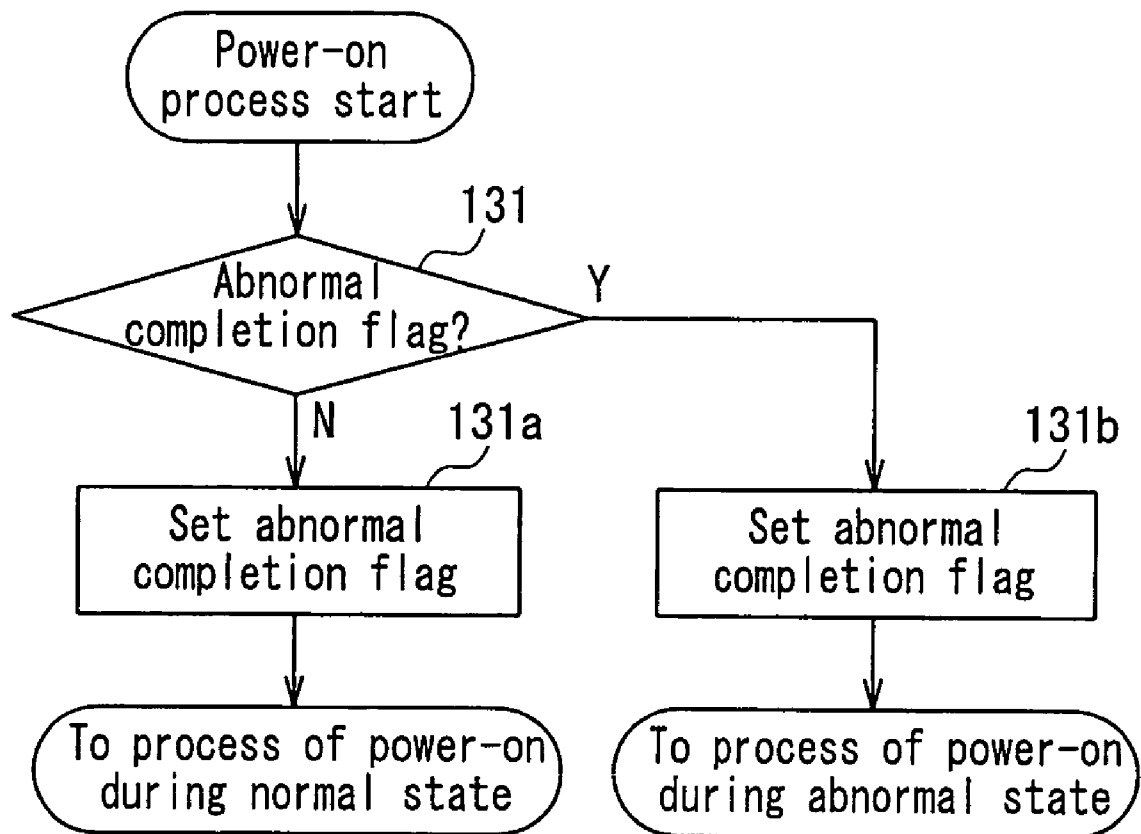 Power-on
process start
131
Abnormal
completion flag?
Y
N
131a
Set abnormal
completion flag
131b
Set abnormal
completion flag
To process of power-on
during normal state
To process of power-on
during abnormal state